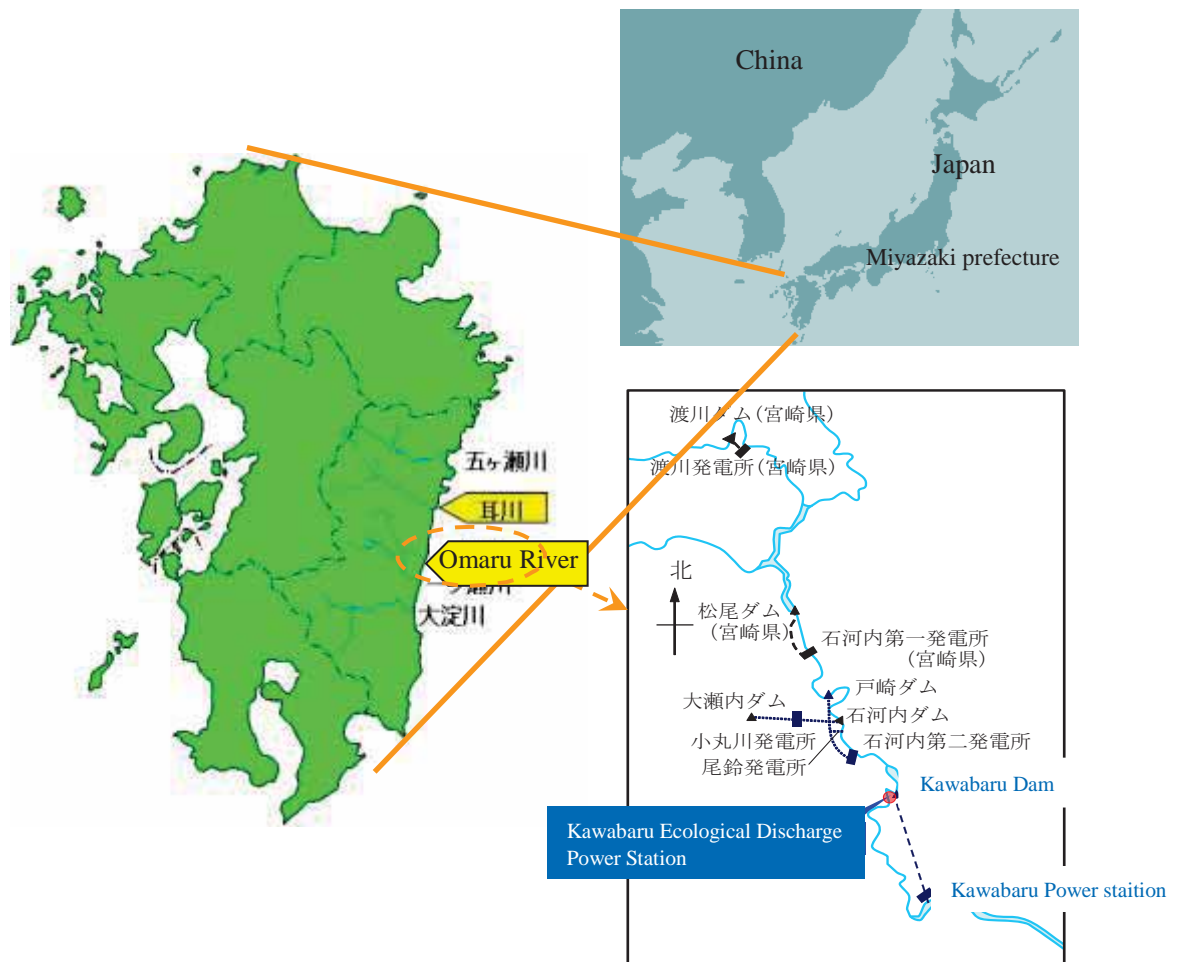 China
Japan
Miyazaki prefecture
五ヶ瀬川
耳川
Omaru River
大淀川
渡川ダム(宮崎県)
渡川発電所(宮崎県)
北
松尾ダム
(宮崎県)
石河内第一発電所
(宮崎県)
戸崎ダム
大瀬内ダム
石河内ダム
小丸川発電所
石河内第二発電所
尾鈴発電所
Kawabaru Dam
Kawabaru Ecological Discharge
Power Station
Kawabaru Power staition